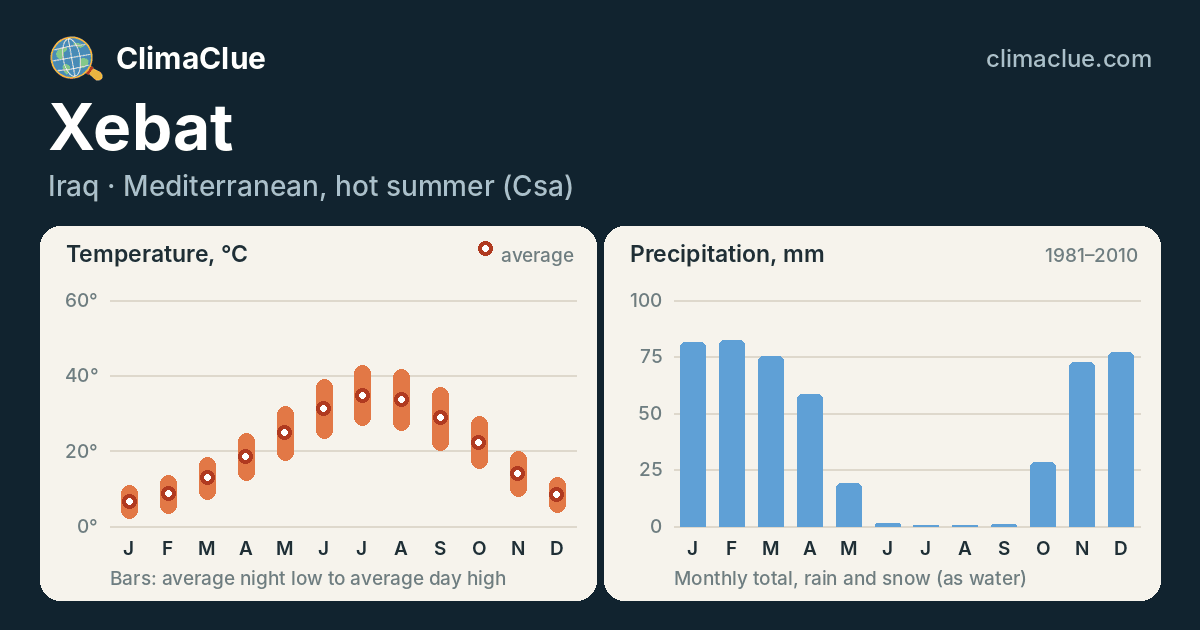 ClimaClue
climaclue.com
Xebat
Iraq · Mediterranean, hot summer (Csa)
Temperature, °C
average
60°
40°
20°
0°
J F M A M J J A S O N D
Bars: average night low to average day high
Precipitation, mm
1981–2010
100
75
50
25
0
J F M A M J J A S O N D
Monthly total, rain and snow (as water)